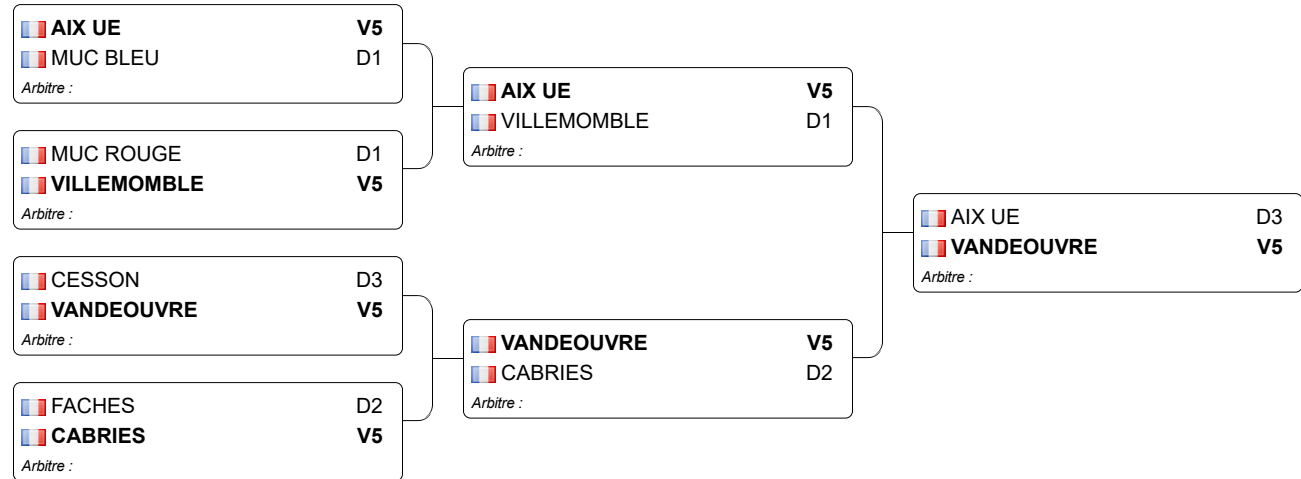 AIX UE V5
MUC BLEU D1
Arbitre :
MUC ROUGE D1
VILLEMOMBLE V5
Arbitre :
CESSON D3
VANDEOUVRE V5
Arbitre :
FACHES D2
CABRIES V5
Arbitre :
AIX UE V5
VILLEMOMBLE D1
Arbitre :
VANDEOUVRE V5
CABRIES D2
Arbitre :
AIX UE D3
VANDEOUVRE V5
Arbitre :